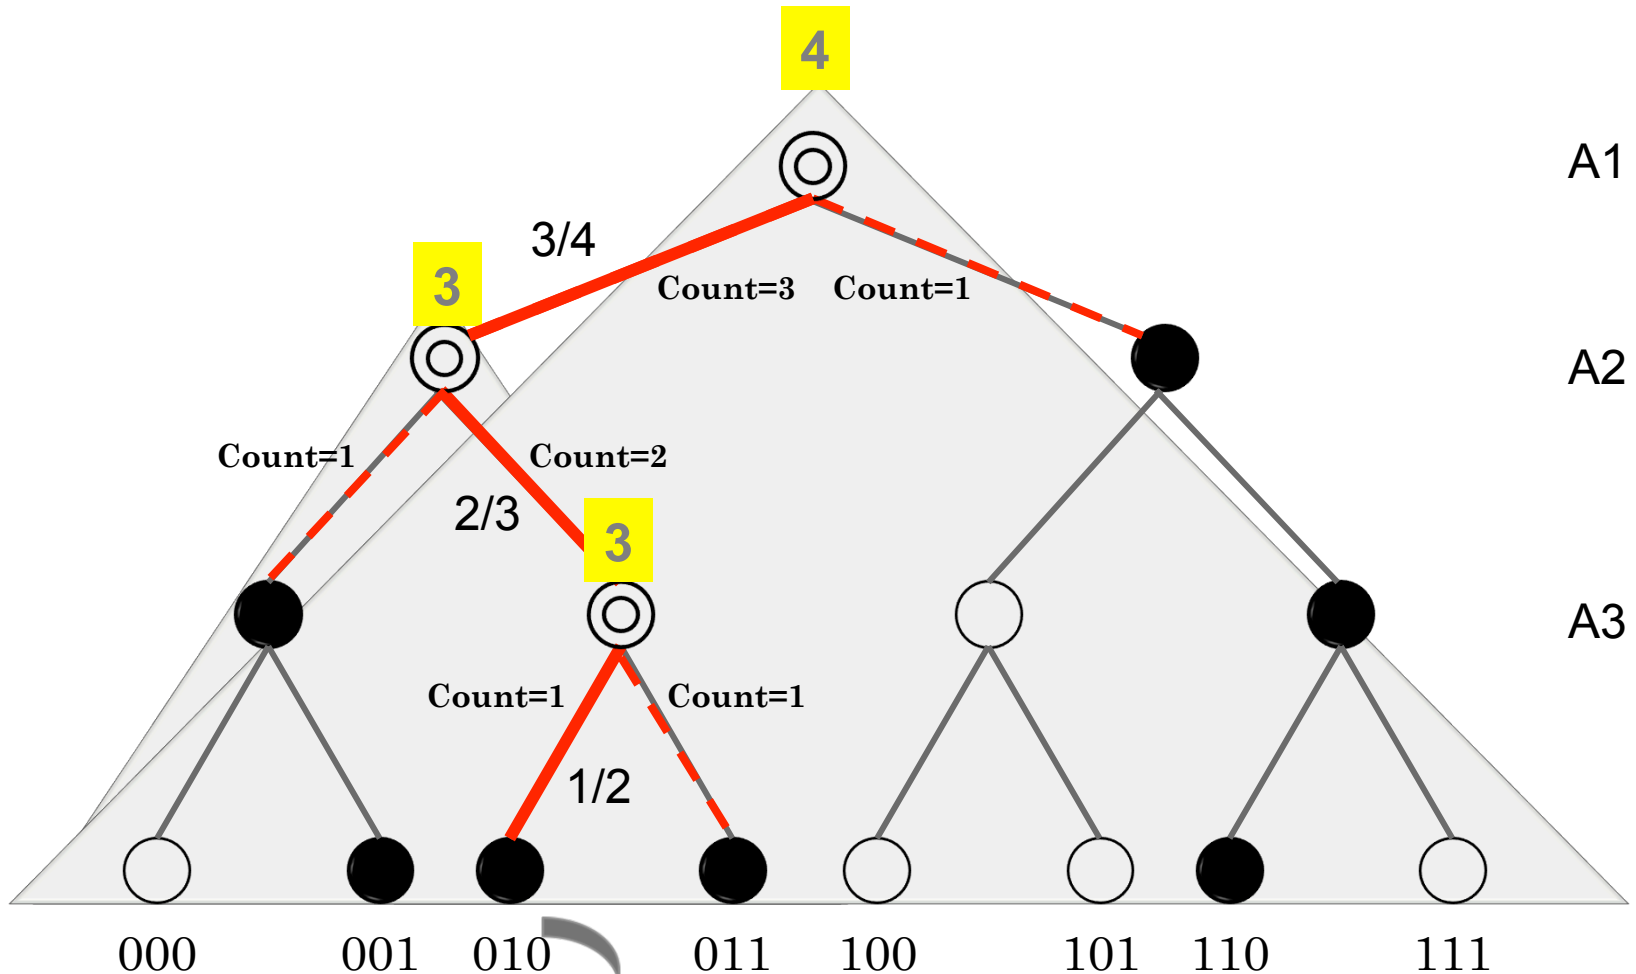 4
A1
3/4
3
Count=3 Count=1
A2
Count=1 Count=2
2/3
3
A3
Count=1 Count=1
1/2
000 001 010 011 100 101 110 111